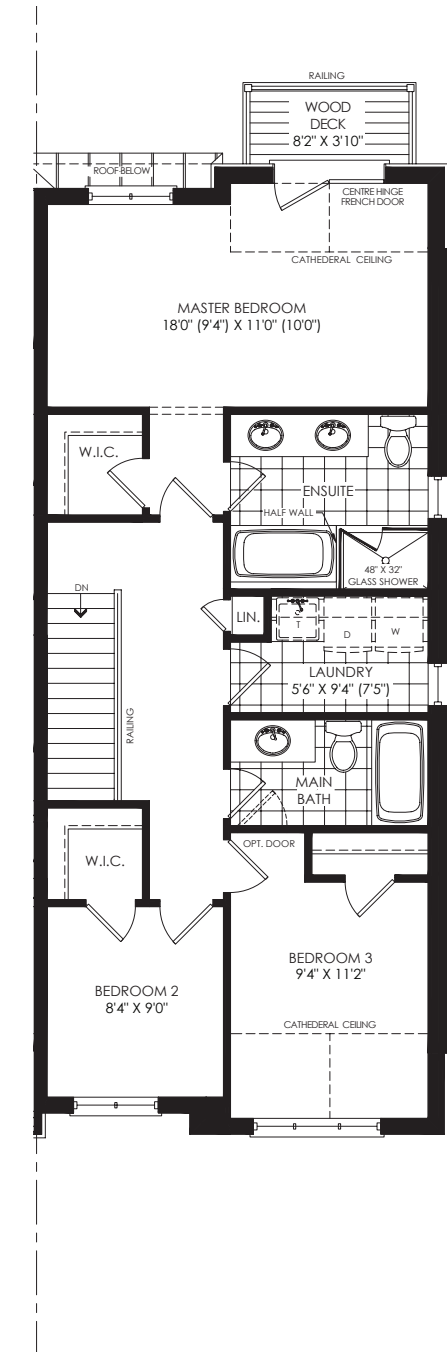 RAILING
WOOD
DECK
8'2" X 3'10"
ROOF BELOW
CENTRE HINGE
FRENCH DOOR
CATHEDERAL CEILING
MASTER BEDROOM
18'0" (9'4") X 11'0" (10'0")
W.I.C.
ENSUITE
HALF WALL
48" X 32"
GLASS SHOWER
DN
LIN.
T
D
W
LAUNDRY
5'6" X 9'4" (7'5")
RAILING
MAIN
BATH
OPT. DOOR
W.I.C.
BEDROOM 3
9'4" X 11'2"
BEDROOM 2
8'4" X 9'0"
CATHEDERAL CEILING